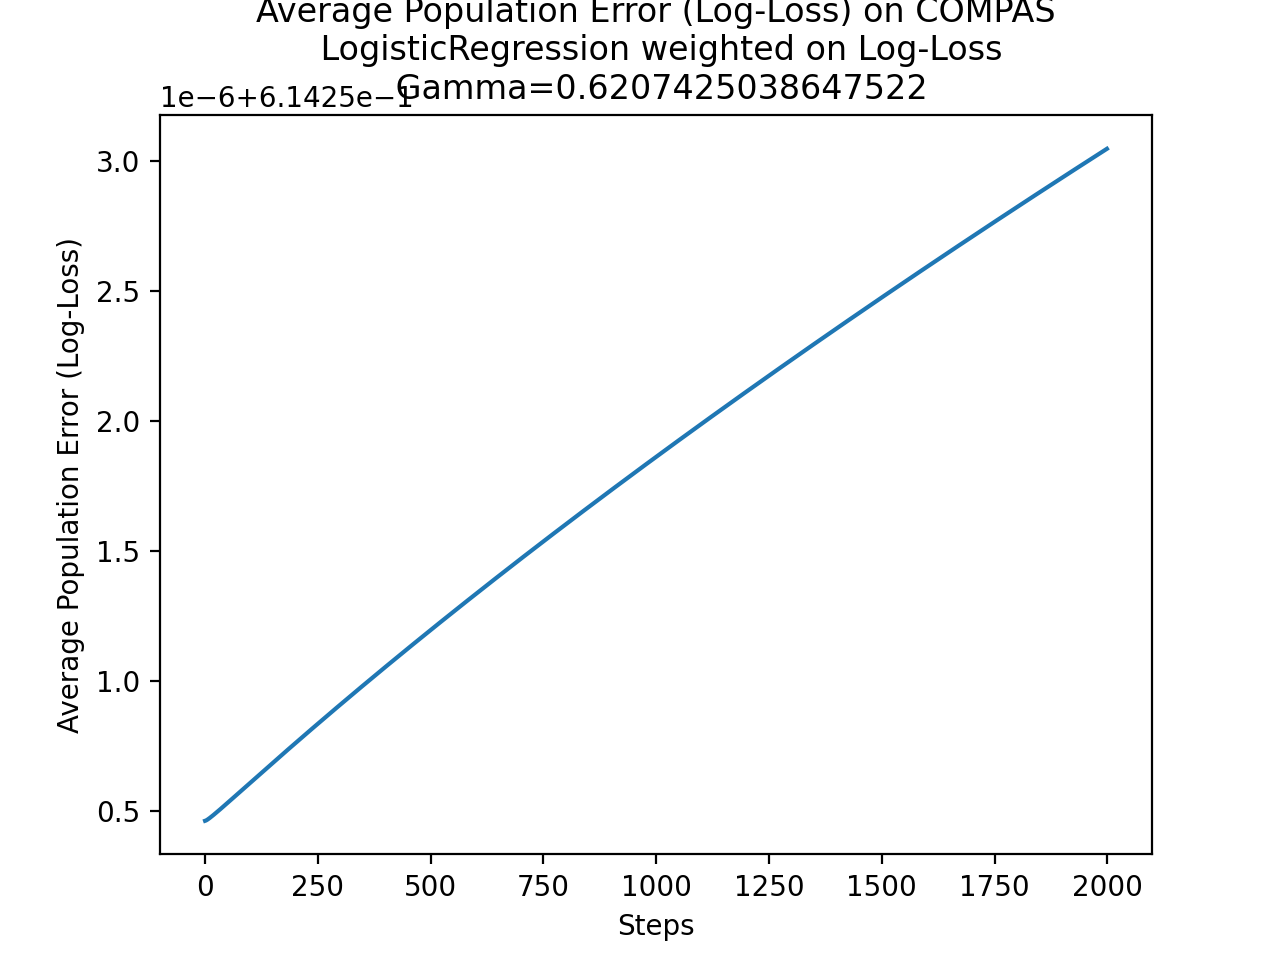 Average Population Error (Log-Loss) on COMPAS
LogisticRegression weighted on Log-Loss
Gamma=0.6207425038647522
1e−6+6.1425e−1
3.0
2.5
2.0
1.5
1.0
0.5
Average Population Error (Log-Loss)
0 250 500 750 1000 1250 1500 1750 2000
Steps